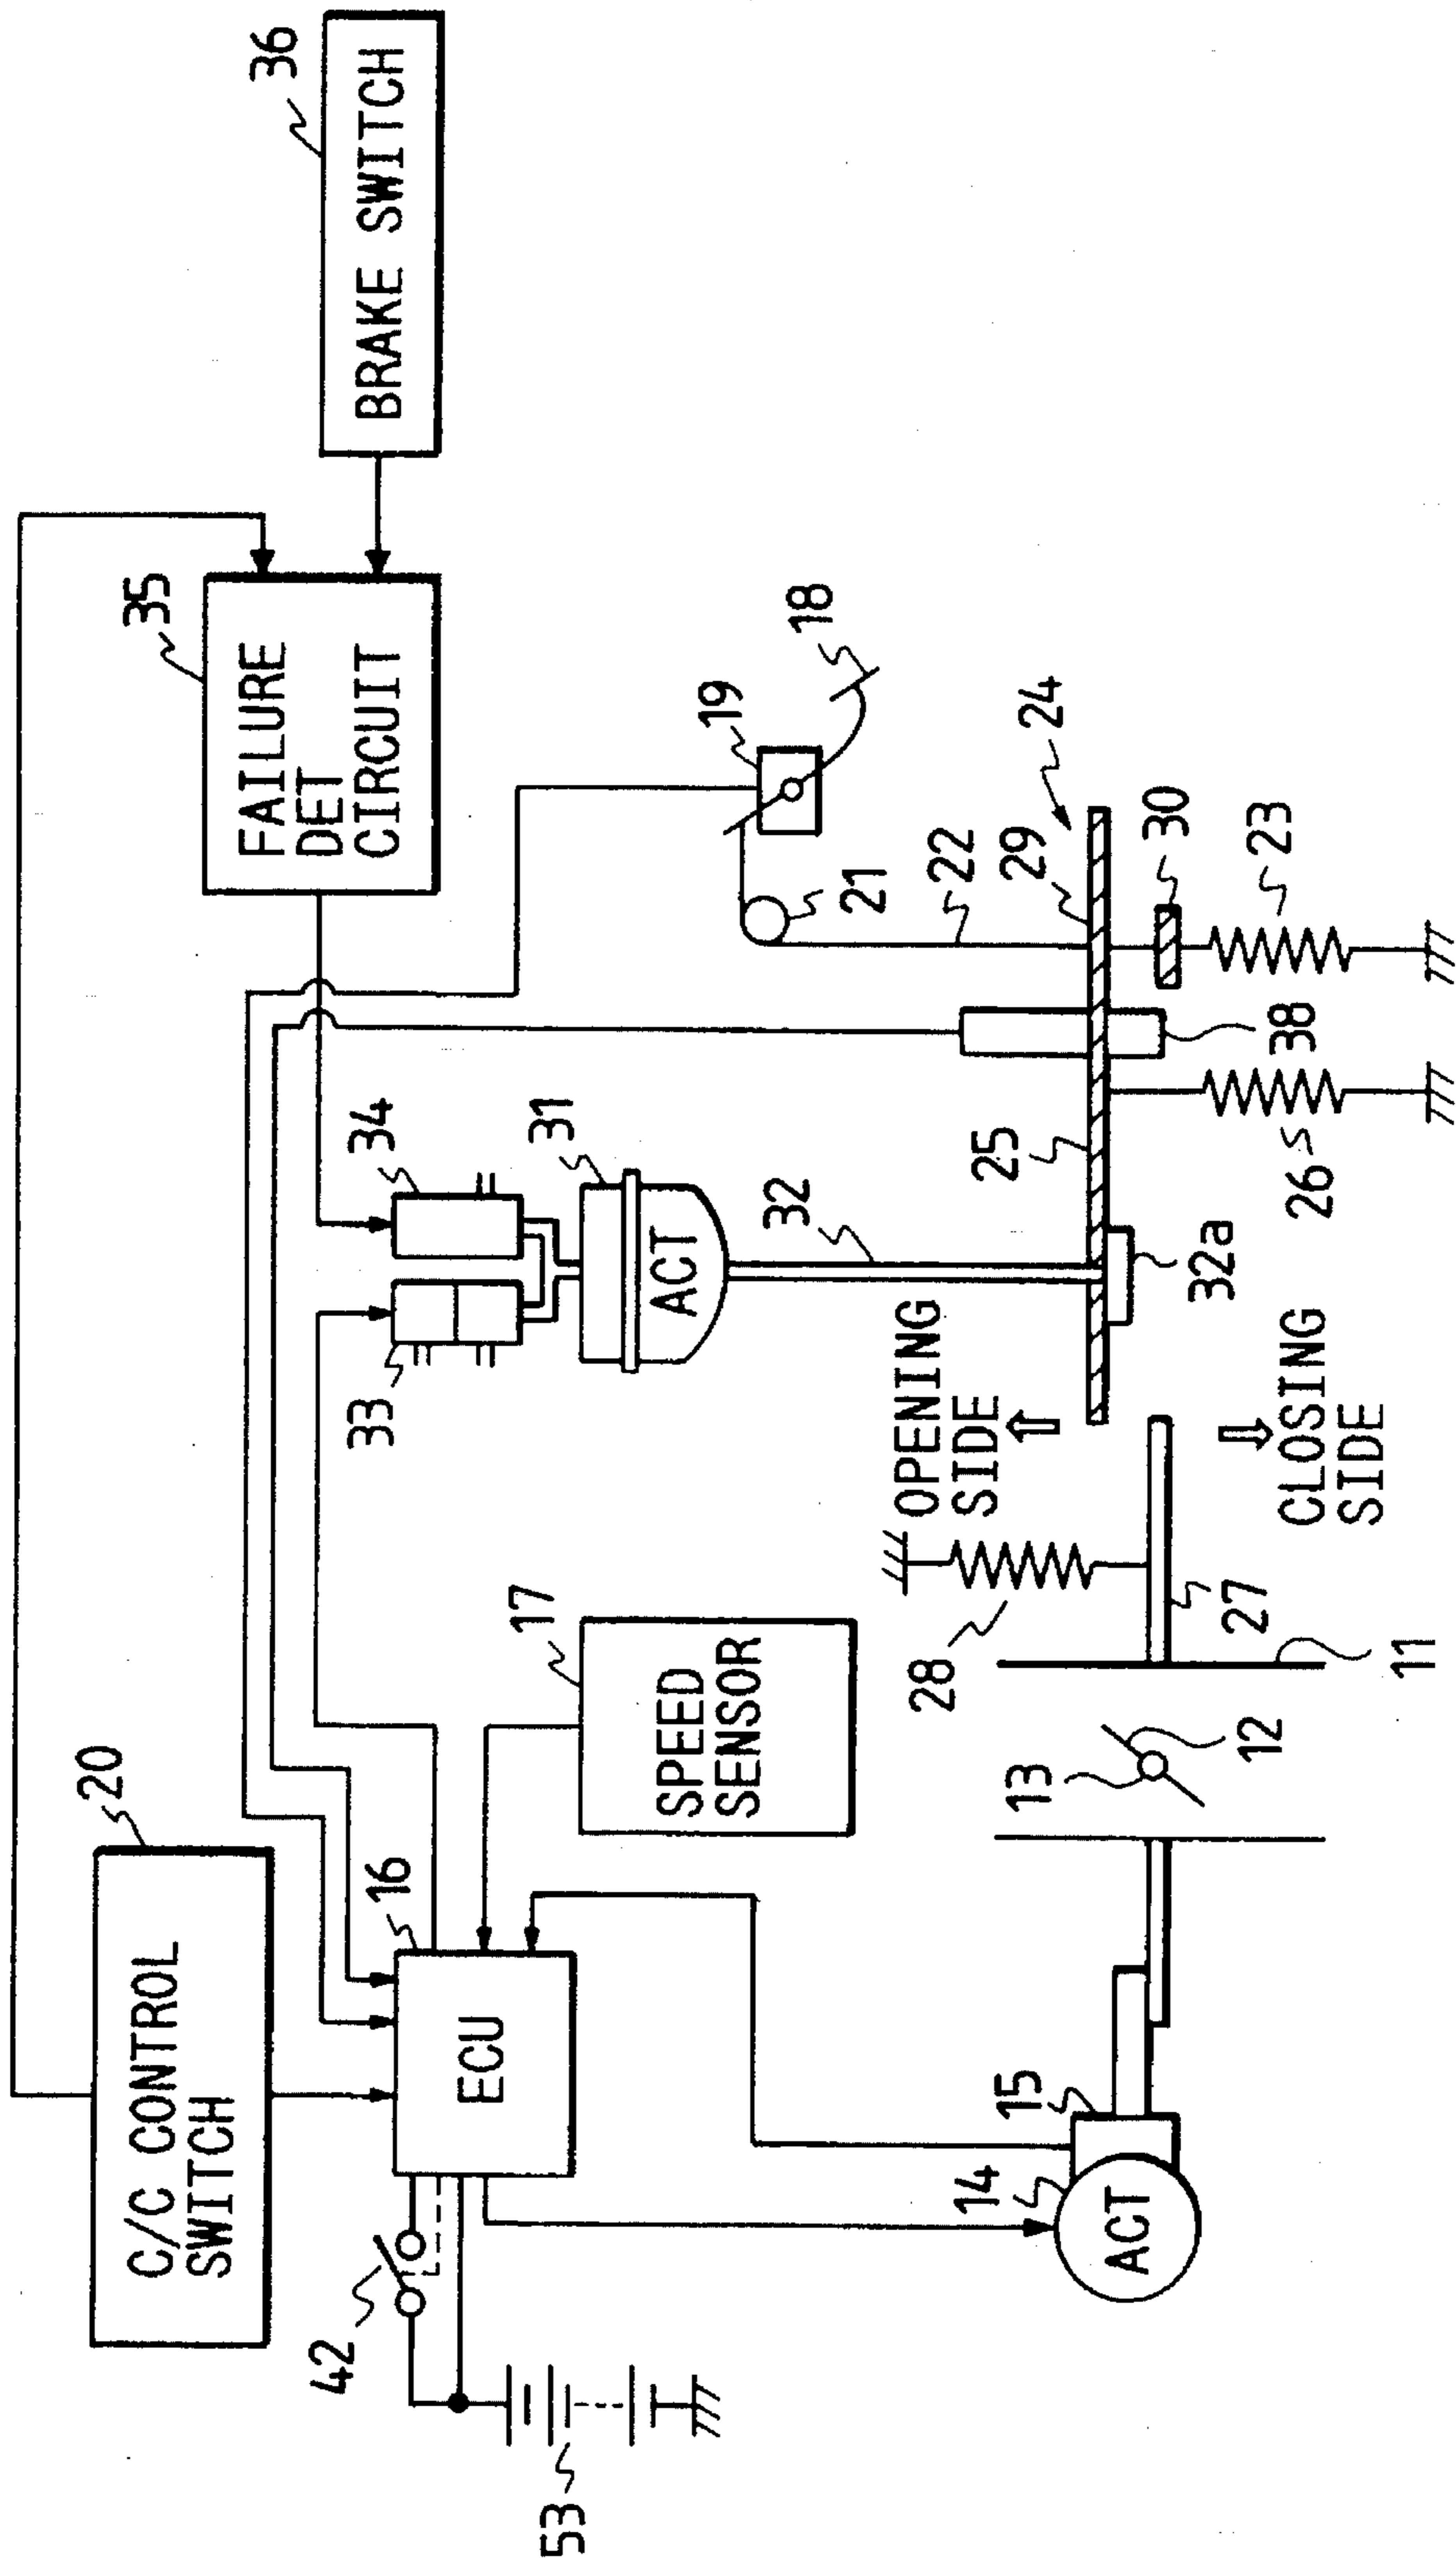 20
C/C CONTROL
SWITCH
35
FAILURE
DET
CIRCUIT
36
BRAKE SWITCH
42
16
ECU
33
34
53
17
SPEED
SENSOR
31
ACT
19
18
21
32
22
OPENING
SIDE
24
14
15
ACT
13
12
28
25
29
30
27
11
CLOSING
SIDE
32a
26
38
23